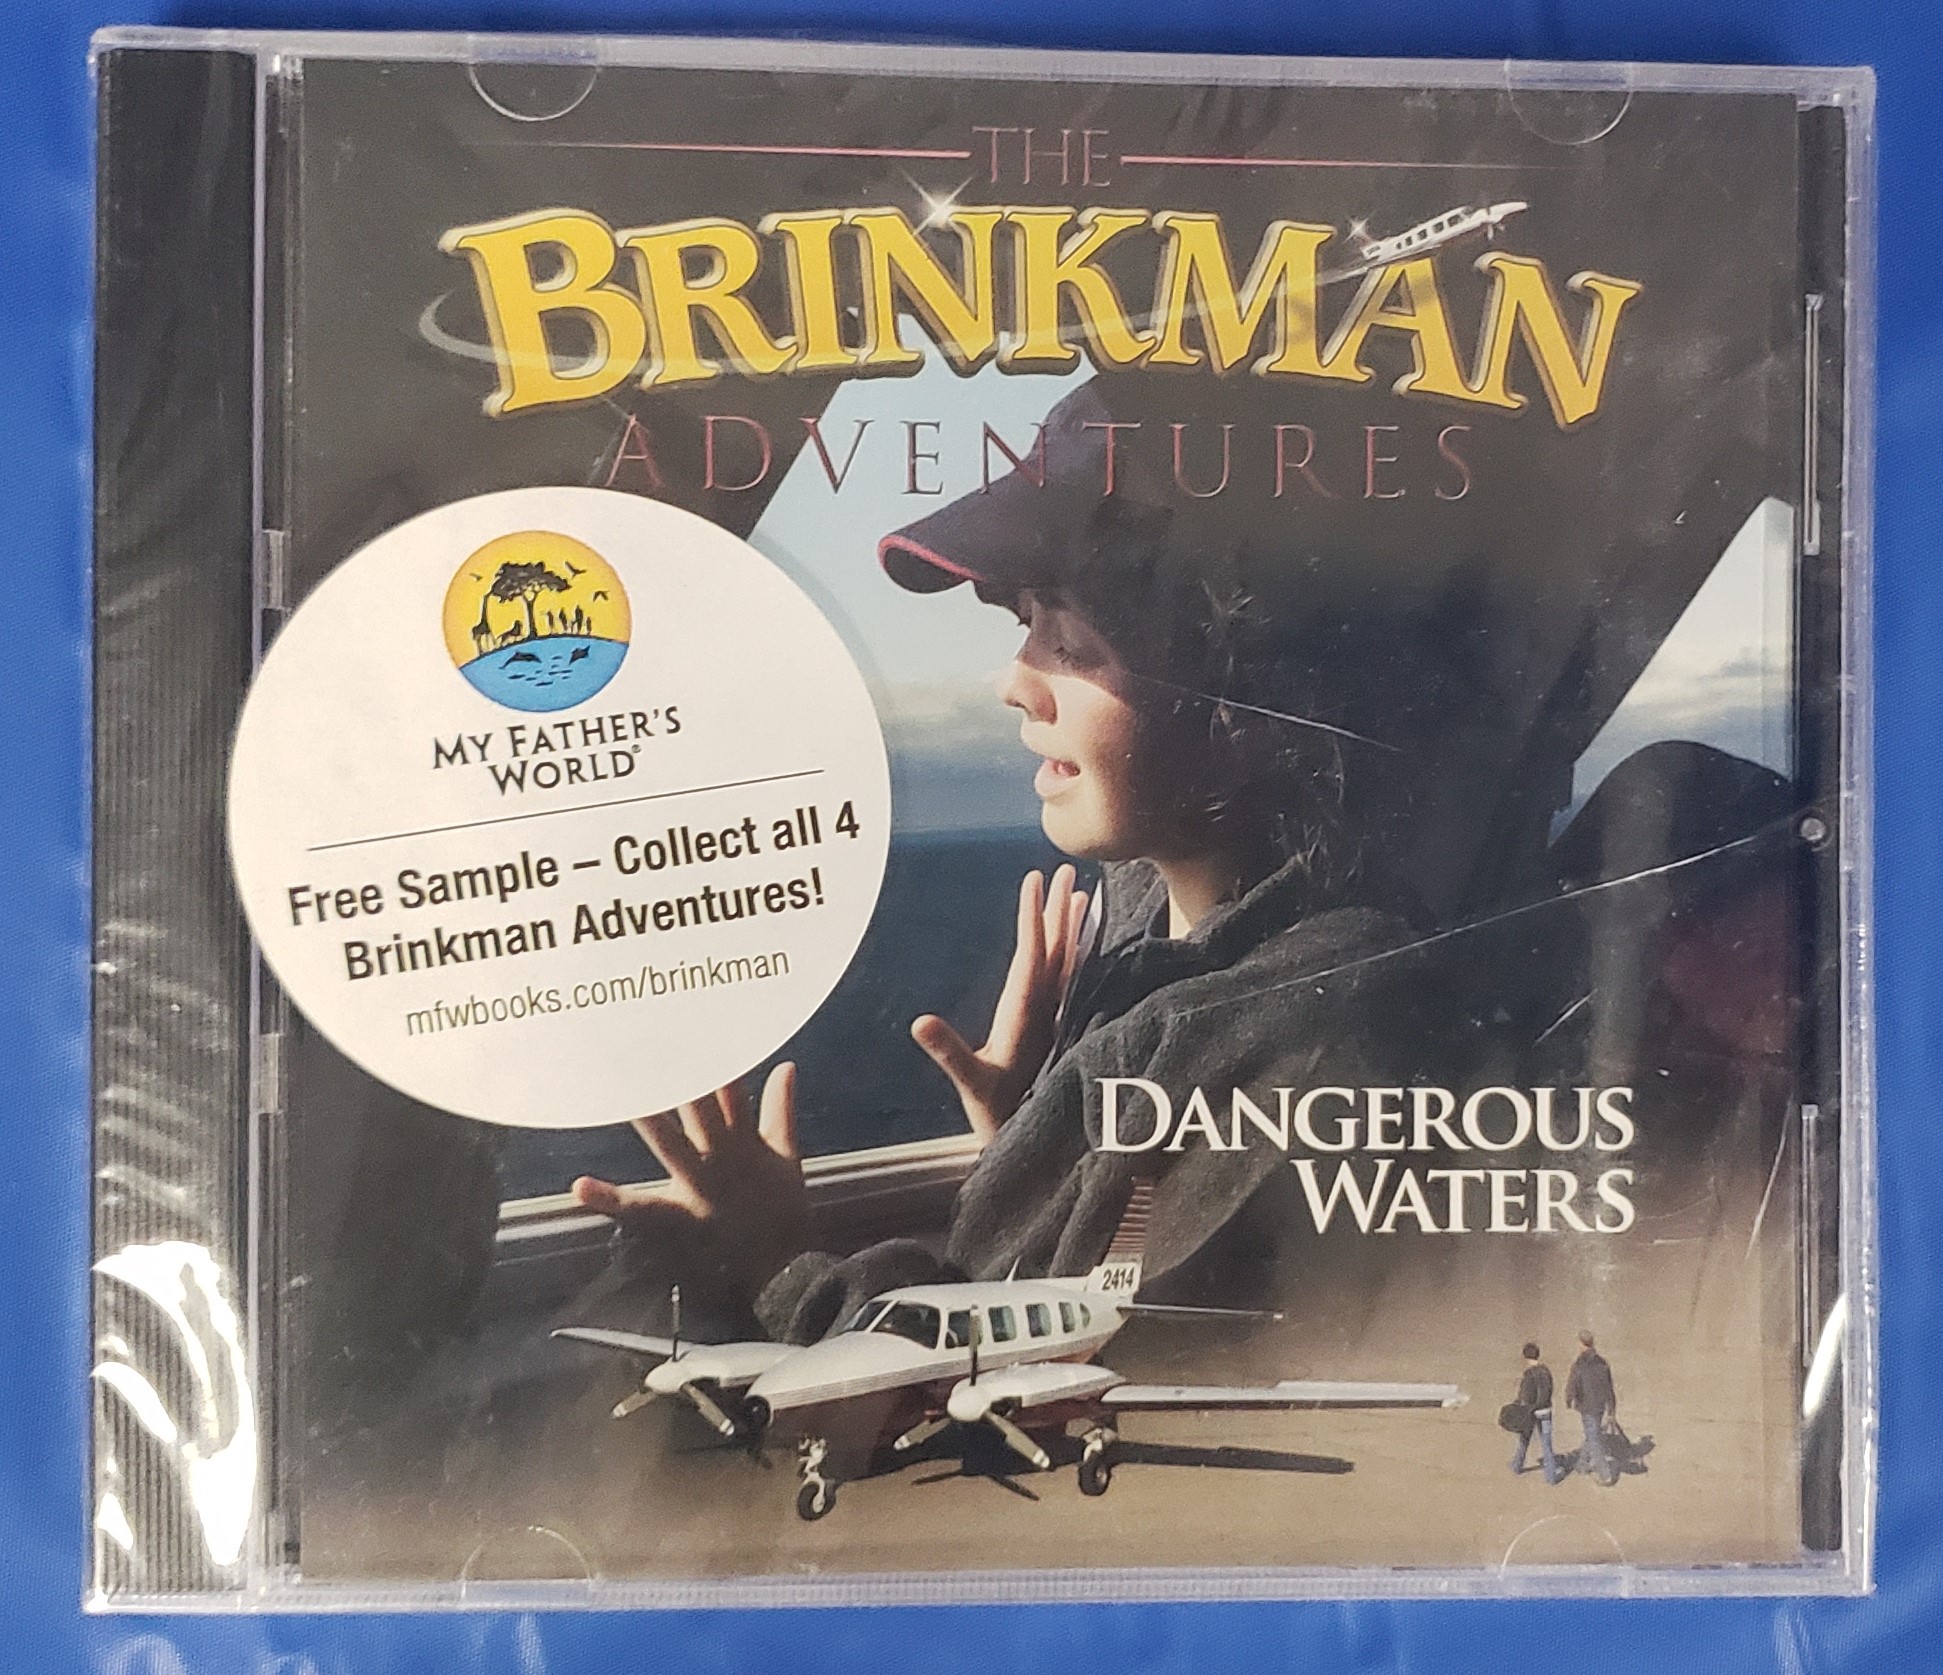 THE
BRINKMAN
ADVENTURES
MY FATHER'S
WORLD®
Free Sample – Collect all 4
Brinkman Adventures!
mfwbooks.com/brinkman
DANGEROUS
WATERS
2414